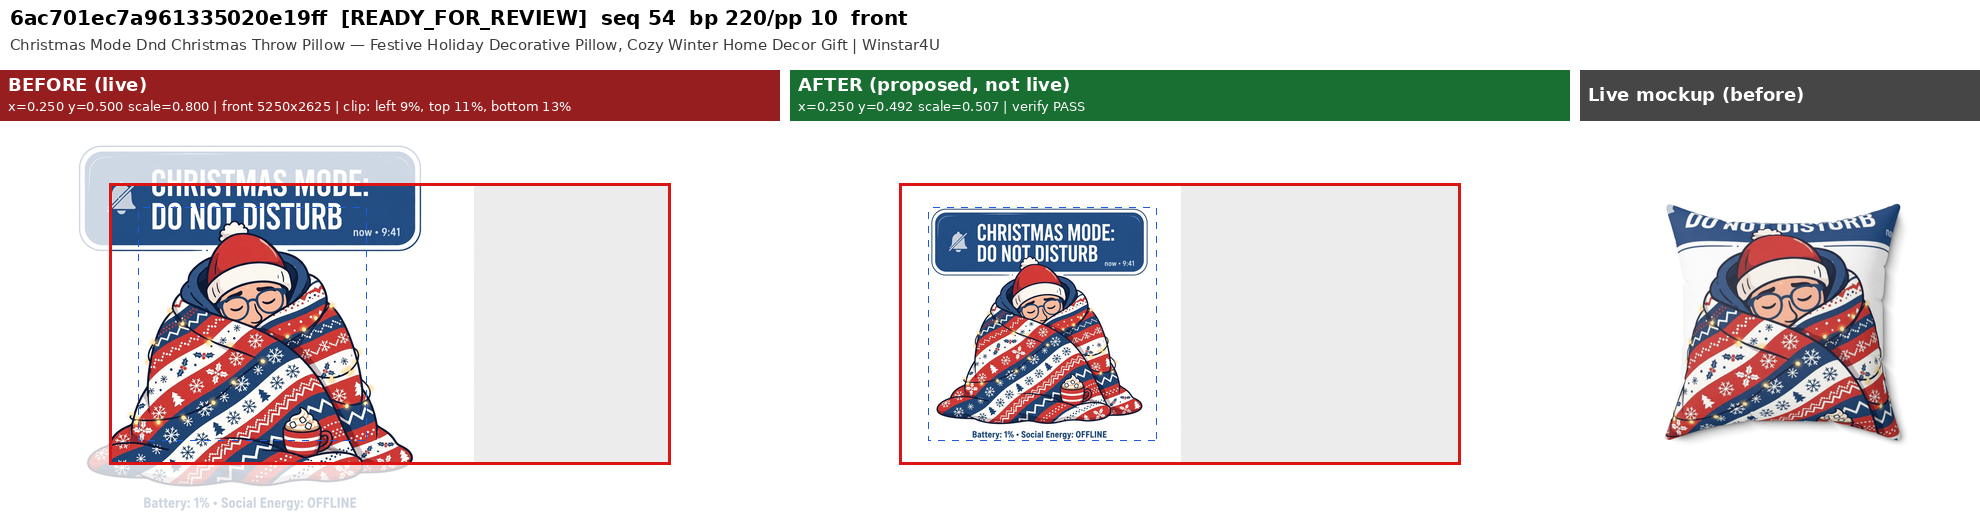 6ac701ec7a961335020e19ff [READY_FOR_REVIEW] seq 54 bp 220/pp 10 front
Christmas Mode Dnd Christmas Throw Pillow — Festive Holiday Decorative Pillow, Cozy Winter Home Decor Gift | Winstar4U
BEFORE (live)
x=0.250 y=0.500 scale=0.800 | front 5250x2625 | clip: left 9%, top 11%, bottom 13%
AFTER (proposed, not live)
x=0.250 y=0.492 scale=0.507 | verify PASS
Live mockup (before)
CHRISTMAS MODE:
DO NOT DISTURB
now • 9:41
Battery: 1% • Social Energy: OFFLINE
CHRISTMAS MODE:
DO NOT DISTURB
now • 9:41
Battery: 1% • Social Energy: OFFLINE
DO NOT DISTURB